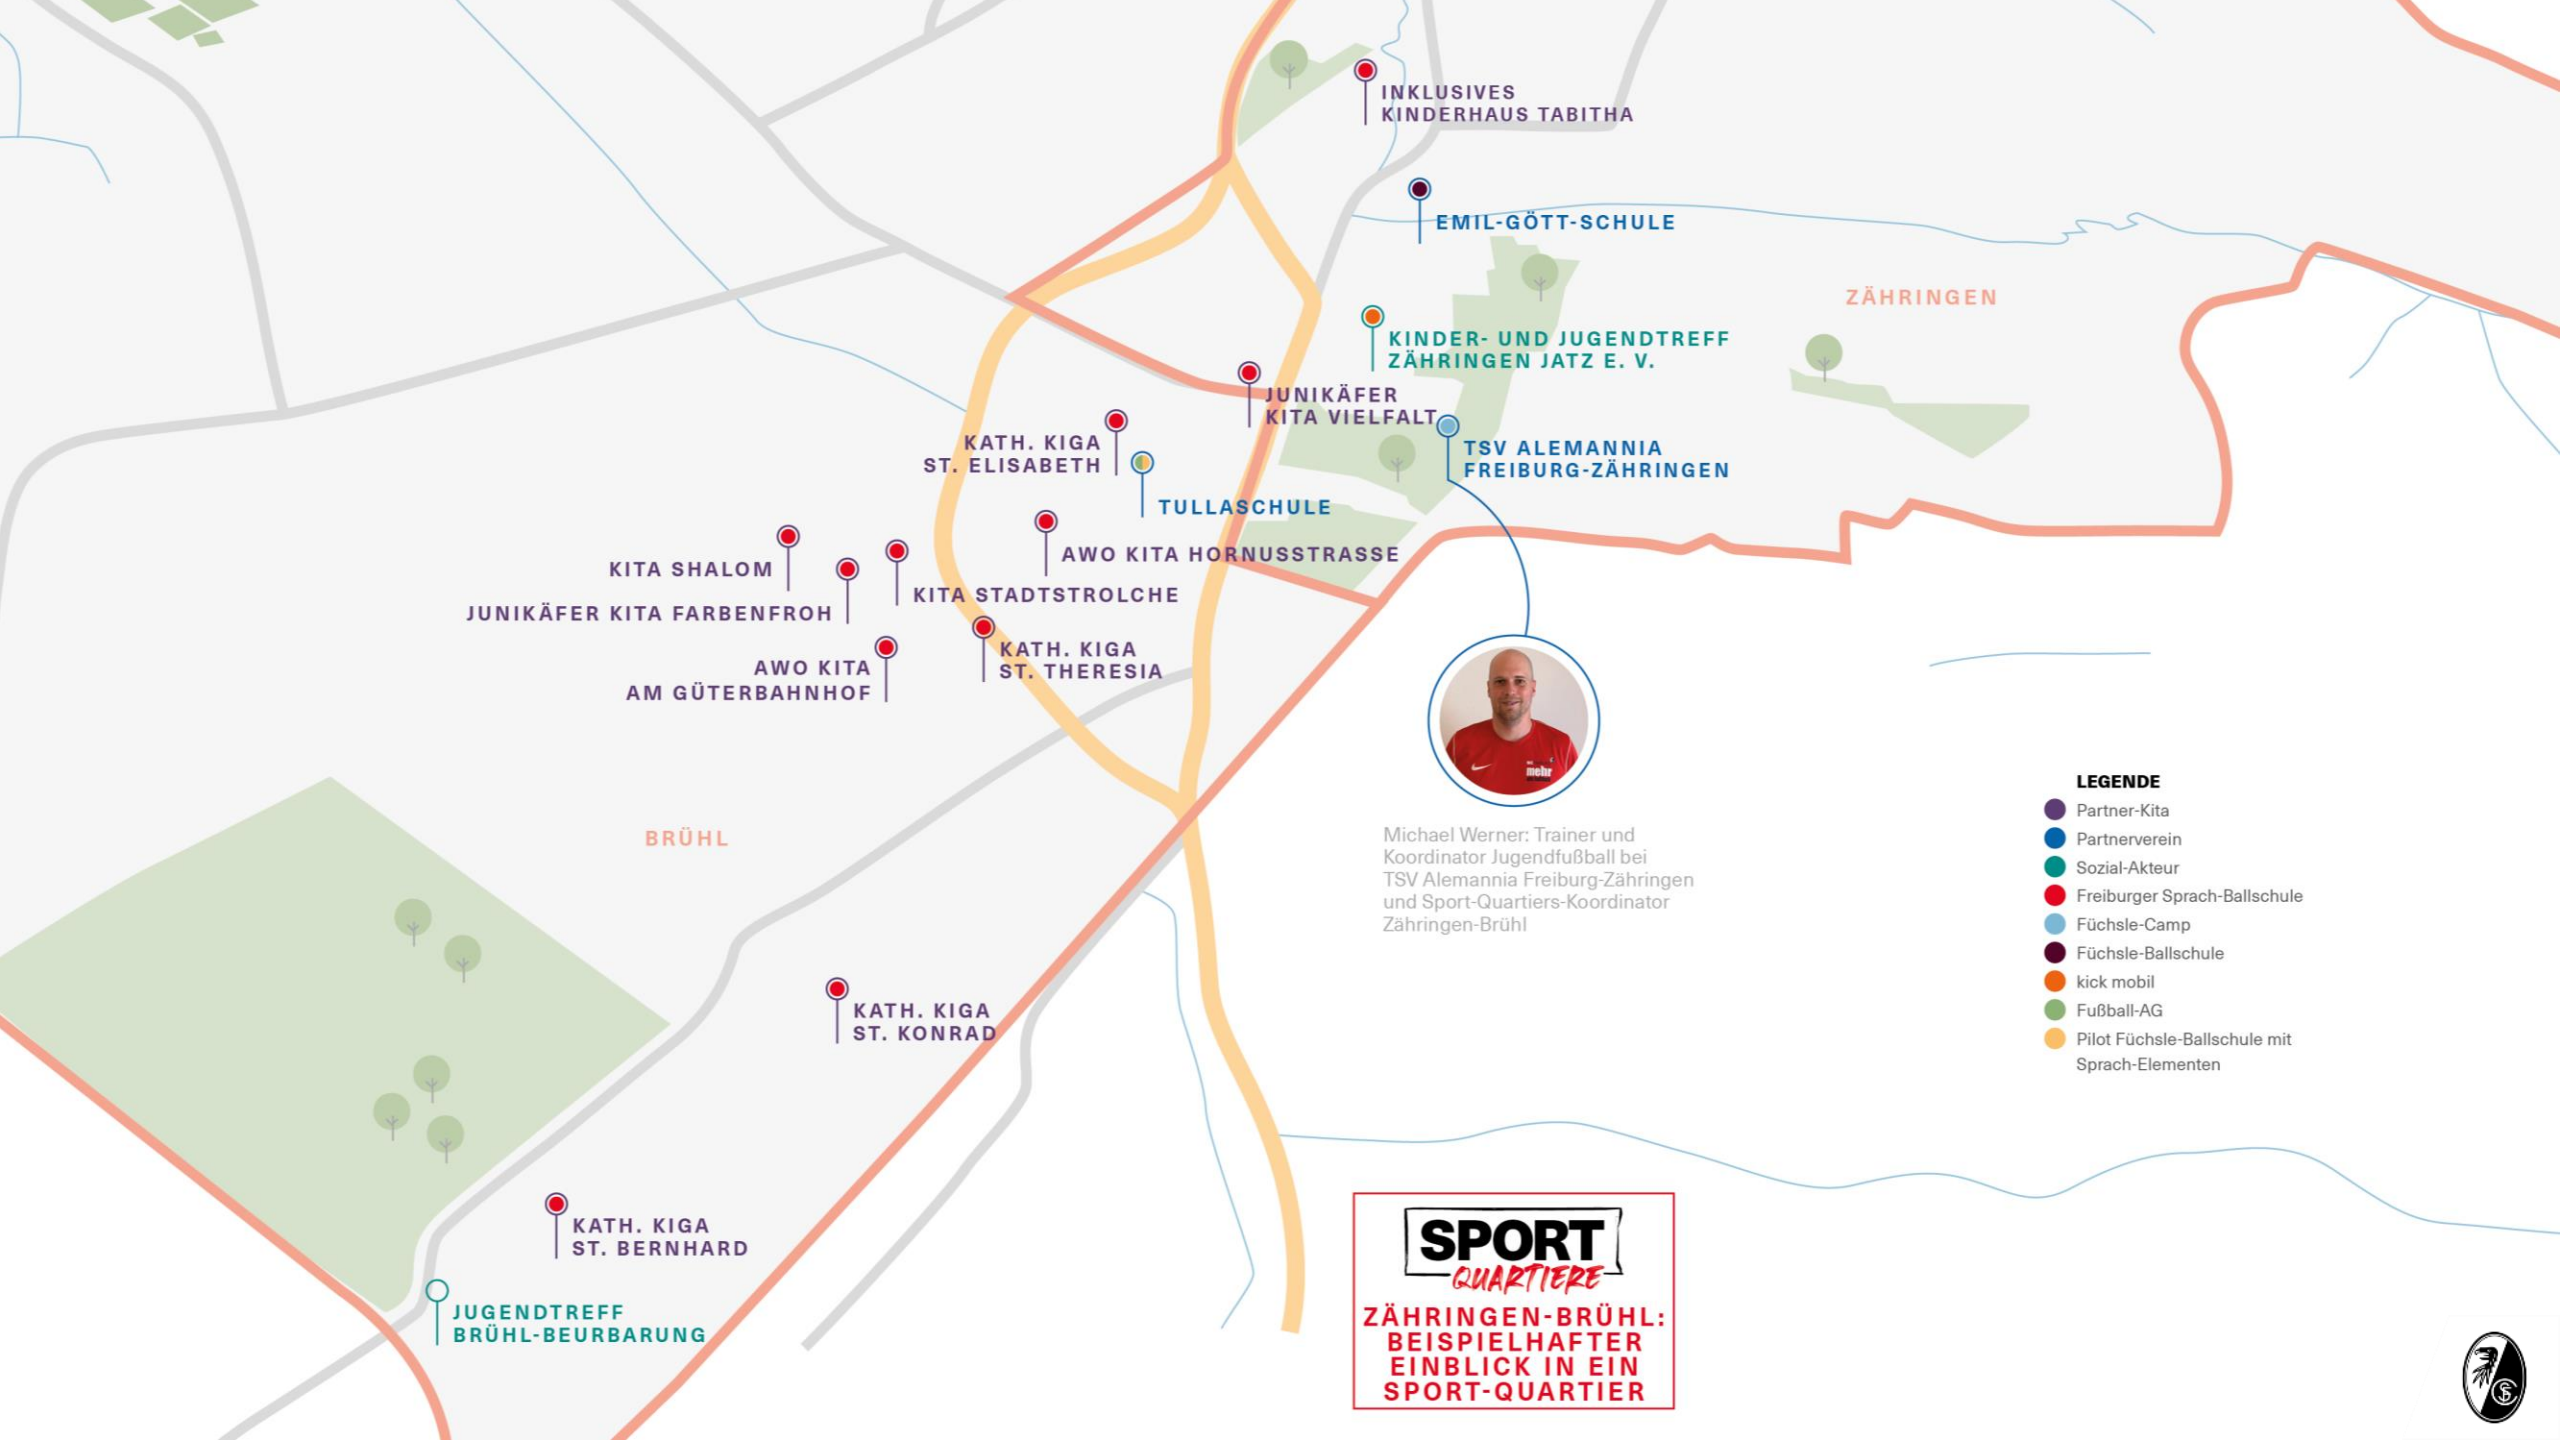 INKLUSIVES
KINDERHAUS TABITHA
EMIL-GÖTT-SCHULE
ZÄHRINGEN
KINDER- UND JUGENDTREFF
ZÄHRINGEN JATZ E. V.
JUNIKÄFER
KITA VIELFALT
KATH. KIGA
ST. ELISABETH
TSV ALEMANNIA
FREIBURG-ZÄHRINGEN
TULLASCHULE
AWO KITA HORNUSSTRASSE
KITA SHALOM
KITA STADTSTROLCHE
JUNIKÄFER KITA FARBENFROH
KATH. KIGA
ST. THERESIA
AWO KITA
AM GÜTERBAHNHOF
mehr
BRÜHL
Michael Werner: Trainer und
Koordinator Jugendfußball bei
TSV Alemannia Freiburg-Zähringen
und Sport-Quartiers-Koordinator
Zähringen-Brühl
LEGENDE
Partner-Kita
Partnerverein
Sozial-Akteur
Freiburger Sprach-Ballschule
Füchsle-Camp
Füchsle-Ballschule
kick mobil
Fußball-AG
Pilot Füchsle-Ballschule mit
Sprach-Elementen
KATH. KIGA
ST. KONRAD
KATH. KIGA
ST. BERNHARD
JUGENDTREFF
BRÜHL-BEURBARUNG
SPORT
QUARTIERE
ZÄHRINGEN-BRÜHL:
BEISPIELHAFTER
EINBLICK IN EIN
SPORT-QUARTIER